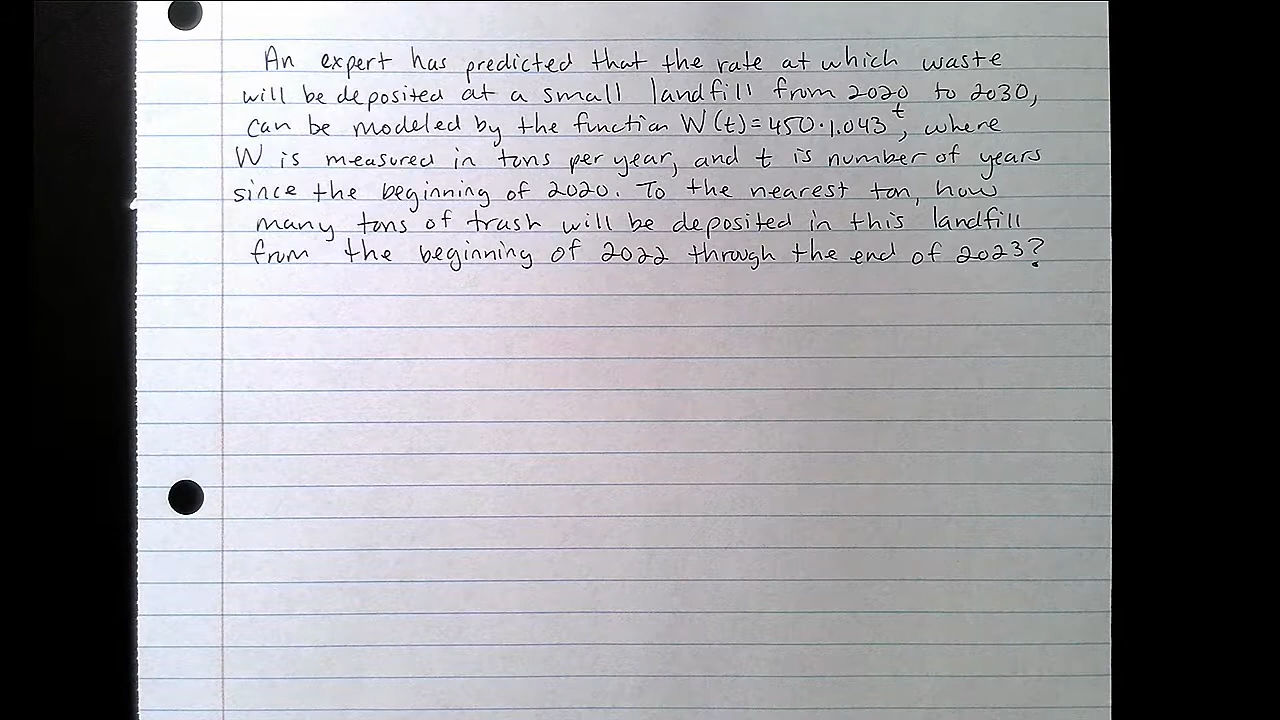 An expert has predicted that the rate at which waste
will be deposited at a small landfill from 2020 to 2030,
can be modeled by the function W(t)=450·1.043^t, where
W is measured in tons per year, and t is number of years
since the beginning of 2020. To the nearest ton, how
many tons of trash will be deposited in this landfill
from the beginning of 2022 through the end of 2023?